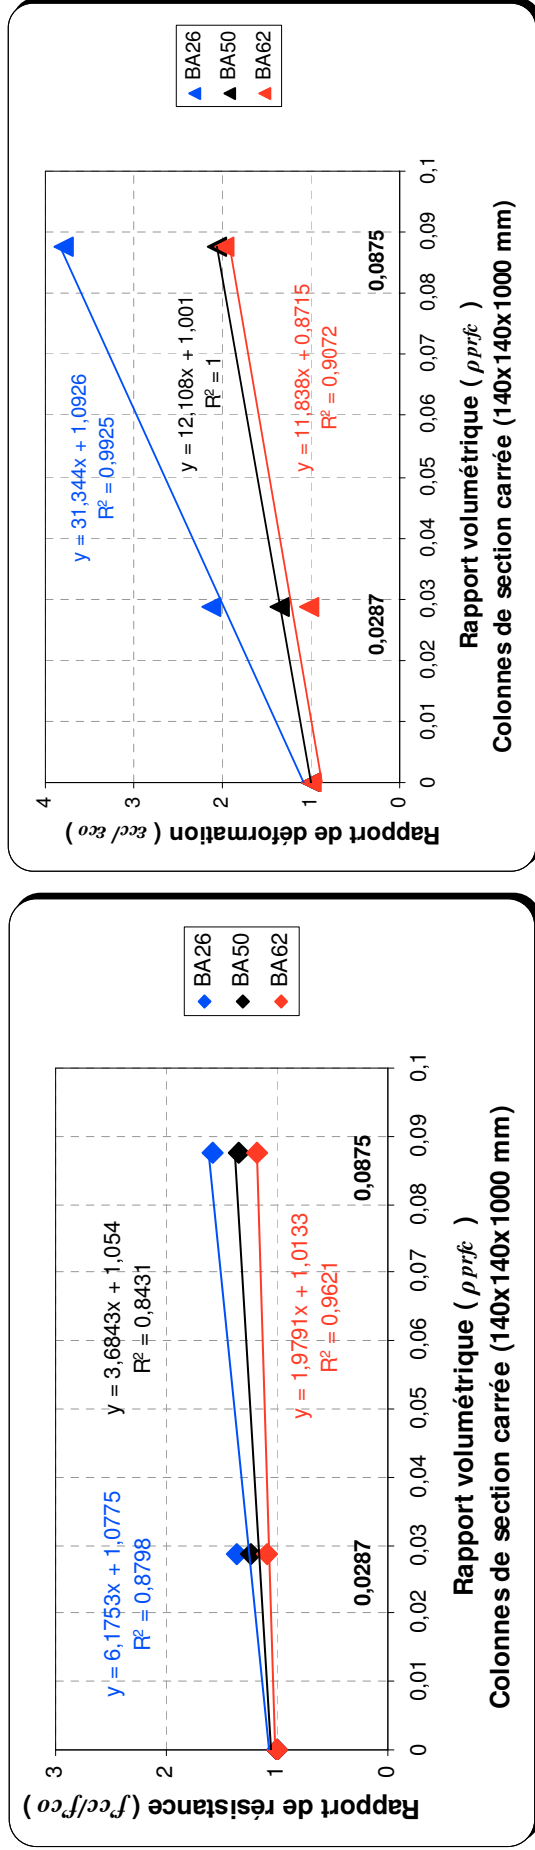 Rapport de résistance ( f'cc/f'co )
3
2
1
0
y = 6,1753x + 1,0775
R² = 0,8798
y = 3,6843x + 1,054
R² = 0,8431
y = 1,9791x + 1,0133
R² = 0,9621
0,0287
0,0875
0 0,01 0,02 0,03 0,04 0,05 0,06 0,07 0,08 0,09 0,1
Rapport volumétrique ( ρ prfc )
Colonnes de section carrée (140x140x1000 mm)
BA26
BA50
BA62
Rapport de déformation ( εcc/ εco )
4
3
2
1
0
y = 31,344x + 1,0926
R² = 0,9925
y = 12,108x + 1,001
R² = 1
y = 11,838x + 0,8715
R² = 0,9072
0,0287
0,0875
0 0,01 0,02 0,03 0,04 0,05 0,06 0,07 0,08 0,09 0,1
Rapport volumétrique ( ρ prfc )
Colonnes de section carrée (140x140x1000 mm)
BA26
BA50
BA62